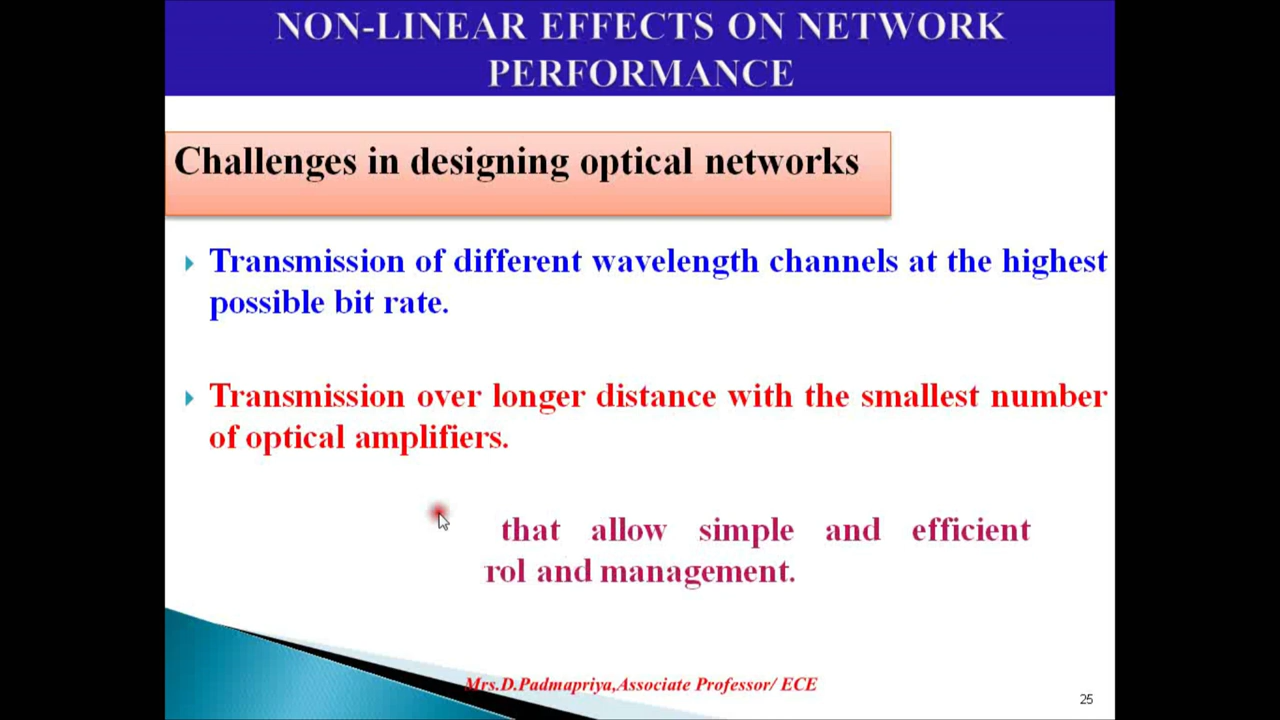 NON-LINEAR EFFECTS ON NETWORK
PERFORMANCE
Challenges in designing optical networks
Transmission of different wavelength channels at the highest
possible bit rate.
Transmission over longer distance with the smallest number
of optical amplifiers.
that allow simple and efficient
rol and management.
Mrs.D.Padmapriya,Associate Professor/ ECE
25